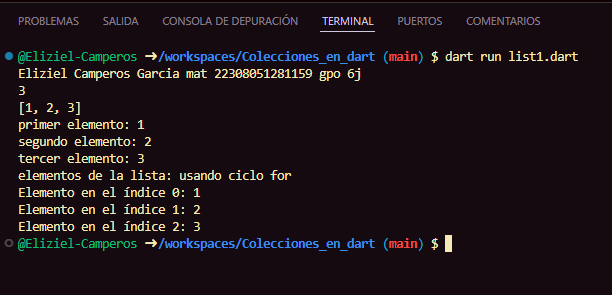 PROBLEMAS SALIDA CONSOLA DE DEPURACIÓN TERMINAL PUERTOS COMENTARIOS
@Eliziel-Camperos ➜/workspaces/Colecciones_en_dart (main) $ dart run list1.dart
Eliziel Camperos Garcia mat 22308051281159 gpo 6j
3
[1, 2, 3]
primer elemento: 1
segundo elemento: 2
tercer elemento: 3
elementos de la lista: usando ciclo for
Elemento en el índice 0: 1
Elemento en el índice 1: 2
Elemento en el índice 2: 3
@Eliziel-Camperos ➜/workspaces/Colecciones_en_dart (main) $